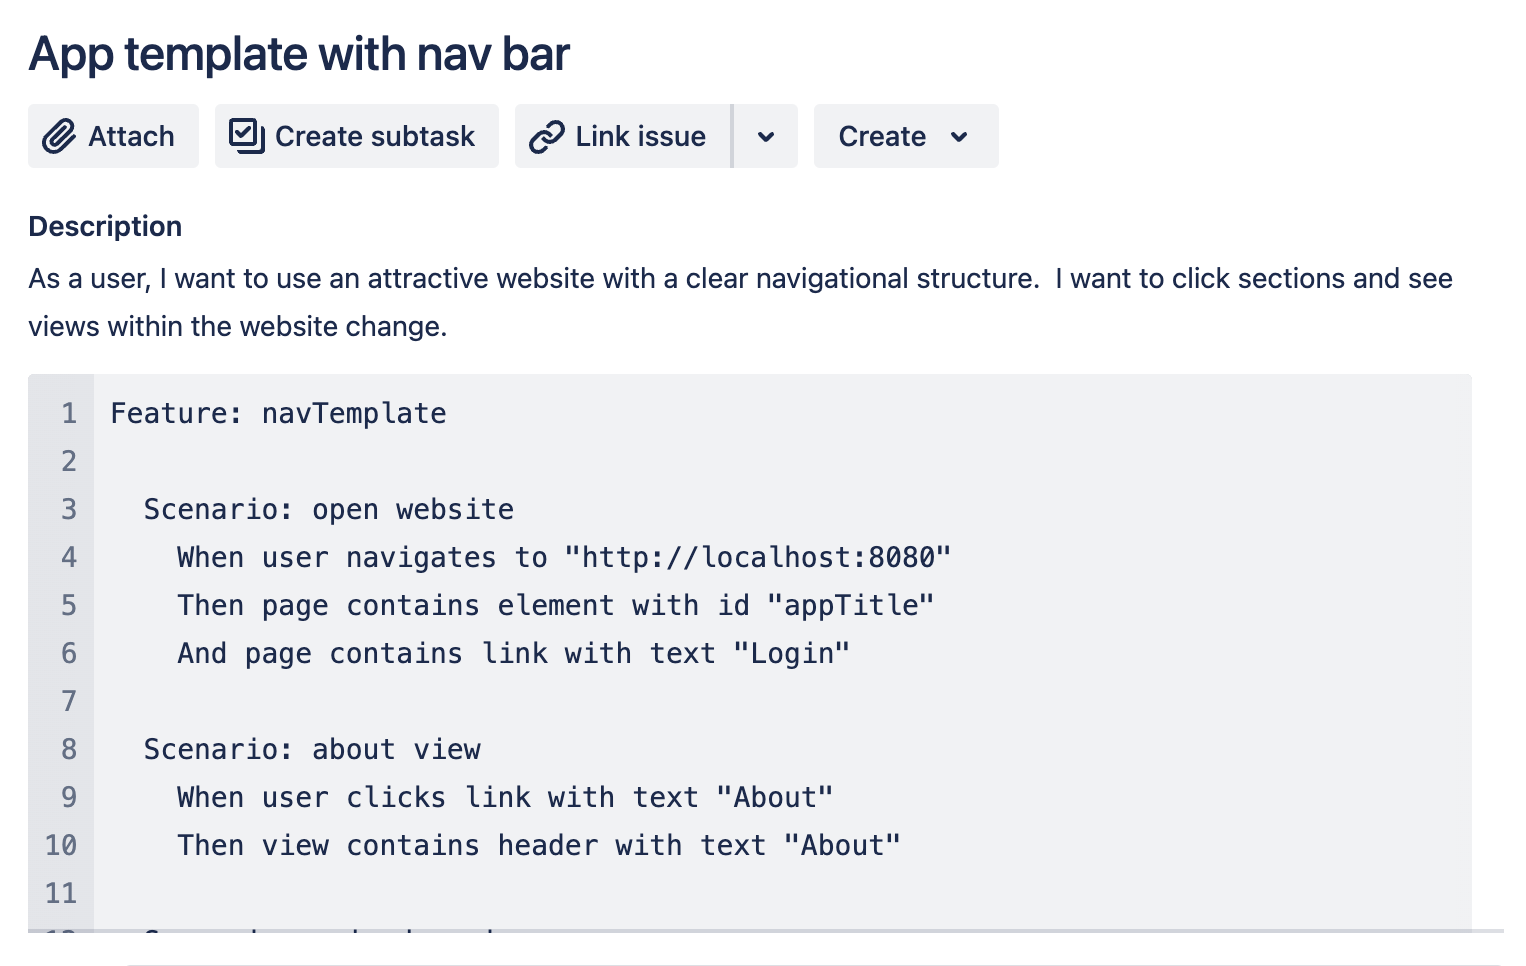 App template with nav bar
Attach Create subtask Link issue Create
Description
As a user, I want to use an attractive website with a clear navigational structure.  I want to click sections and see
views within the website change.
1 Feature: navTemplate
2
3   Scenario: open website
4     When user navigates to "http://localhost:8080"
5     Then page contains element with id "appTitle"
6     And page contains link with text "Login"
7
8   Scenario: about view
9     When user clicks link with text "About"
10     Then view contains header with text "About"
11